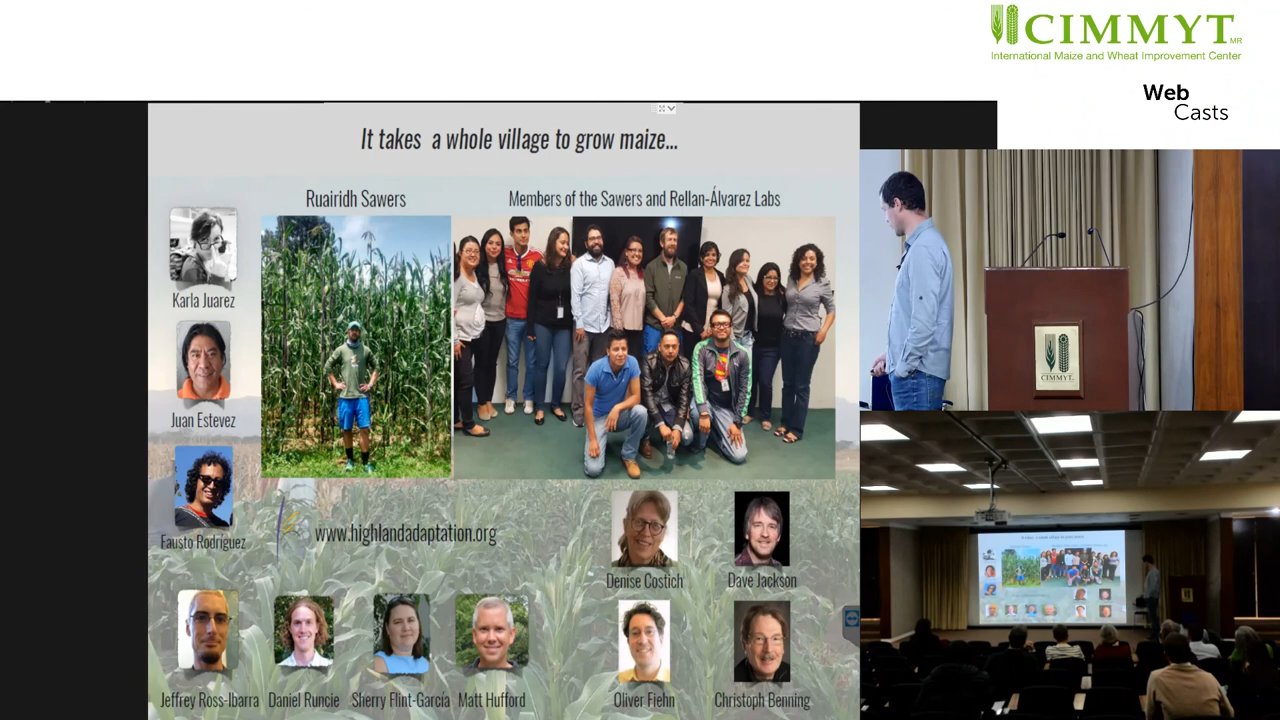 CIMMYT MR
International Maize and Wheat Improvement Center
Web
Casts
It takes a whole village to grow maize...
Ruairidh Sawers
Members of the Sawers and Rellan-Álvarez Labs
Karla Juarez
Juan Estevez
Fausto Rodríguez
www.highlandadaptation.org
Denise Costich
Dave Jackson
Jeffrey Ross-Ibarra
Daniel Runcie
Sherry Flint-García
Matt Hufford
Oliver Fiehn
Christoph Benning
CIMMYT